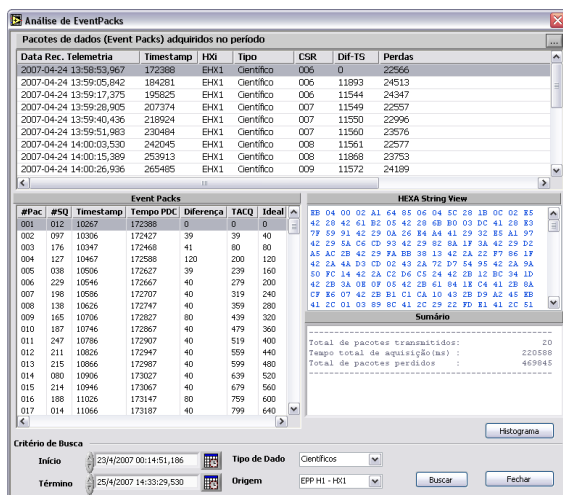 Análise de EventPacks
Pacotes de dados (Event Packs) adquiridos no período ...
Data Rec. Telemetria Timestamp HXi Tipo CSR Dif-TS Perdas
2007-04-24 13:58:53,967 172388 EHX1 Científico 006 0 22566
2007-04-24 13:59:05,842 184281 EHX1 Científico 006 11893 24513
2007-04-24 13:59:17,375 195825 EHX1 Científico 006 11544 24347
2007-04-24 13:59:28,905 207374 EHX1 Científico 007 11549 22557
2007-04-24 13:59:40,436 218924 EHX1 Científico 007 11550 22996
2007-04-24 13:59:51,983 230484 EHX1 Científico 007 11560 23576
2007-04-24 14:00:03,530 242045 EHX1 Científico 008 11561 22577
2007-04-24 14:00:15,389 253913 EHX1 Científico 008 11868 23753
2007-04-24 14:00:26,936 265485 EHX1 Científico 009 11572 24189
Event Packs
#Pac #SQ Timestamp Tempo PDC Diferença TACQ Ideal
001 012 10267 172388 0 0 0
002 097 10306 172427 39 39 40
003 176 10347 172468 41 80 80
004 127 10467 172588 120 200 120
005 038 10506 172627 39 239 160
006 229 10546 172667 40 279 200
007 198 10586 172707 40 319 240
008 138 10626 172747 40 359 280
009 165 10706 172827 80 439 320
010 187 10746 172867 40 479 360
011 247 10786 172907 40 519 400
012 211 10826 172947 40 559 440
013 215 10866 172987 40 599 480
014 080 10906 173027 40 639 520
015 214 10946 173067 40 679 560
016 188 11026 173147 80 759 600
017 014 11066 173187 40 799 640
HEXA String View
EB 04 00 02 A1 64 85 06 04 5C 28 1B 0C 02 E5
42 28 42 61 B2 05 42 28 6B B0 03 DC 41 28 E3
7F 59 91 42 29 0A 26 E4 A4 41 29 32 E5 A1 97
42 29 5A C6 CD 93 42 29 82 8A 1F 3A 42 29 D2
A5 AC 2B 42 29 FA BB 38 13 42 2A 22 F7 86 1F
42 2A 4A D3 CD 02 43 2A 72 D7 54 95 42 2A 9A
50 FC 14 42 2A C2 D6 C5 24 42 2B 12 BC 34 1D
42 2B 3A 0E 0F 05 42 2B 61 84 1E C4 41 2B 8A
CF E6 07 42 2B B1 C1 CA 10 43 2B D9 A2 45 EB
41 2C 01 03 89 8C 41 2C 29 22 FD E1 41 2C 51
Sumário
Total de pacotes transmitidos: 20
Tempo total de aquisição(ms) : 220588
Total de pacotes perdidos : 469845
Histograma
Critério de Busca
Início 23/4/2007 00:14:51,186 Tipo de Dado Científicos
Término 25/4/2007 14:33:29,530 Origem EPP H1 - HX1 Buscar Fechar